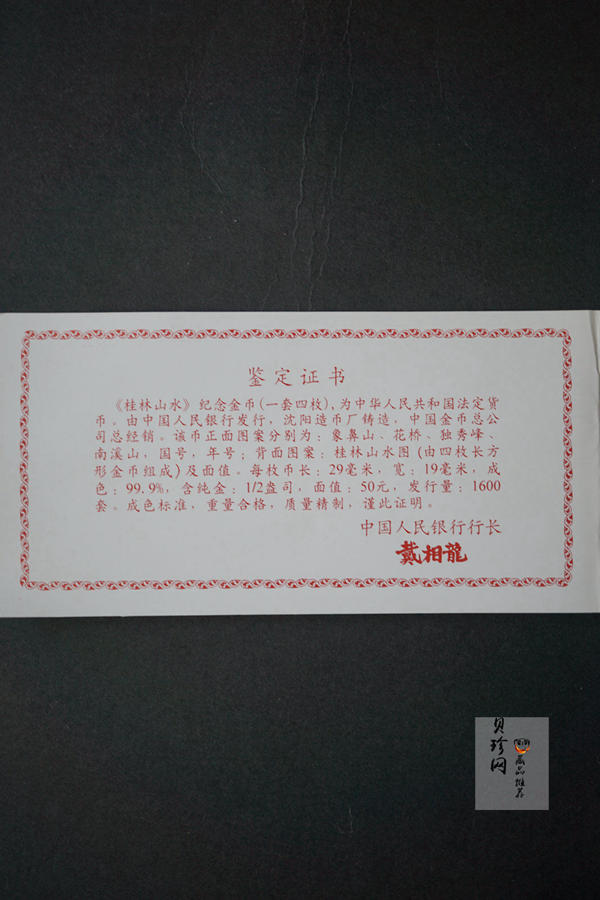 鉴定证书
《桂林山水》纪念金币(一套四枚),为中华人民共和国法定货
币。由中国人民银行发行,沈阳造币厂铸造,中国金币总公
司总经销。该币正面图案分别为:象鼻山、花桥、独秀峰、
南溪山,国号,年号;背面图案:桂林山水图(由四枚长方
形金币组成)及面值。每枚币长:29毫米,宽:19毫米,成
色:99.9%,含纯金:1/2盎司,面值:50元,发行量:1600
套。成色标准,重量合格,质量精制,谨此证明。
中国人民银行行长
戴相龍
贝珍网
藏品推荐